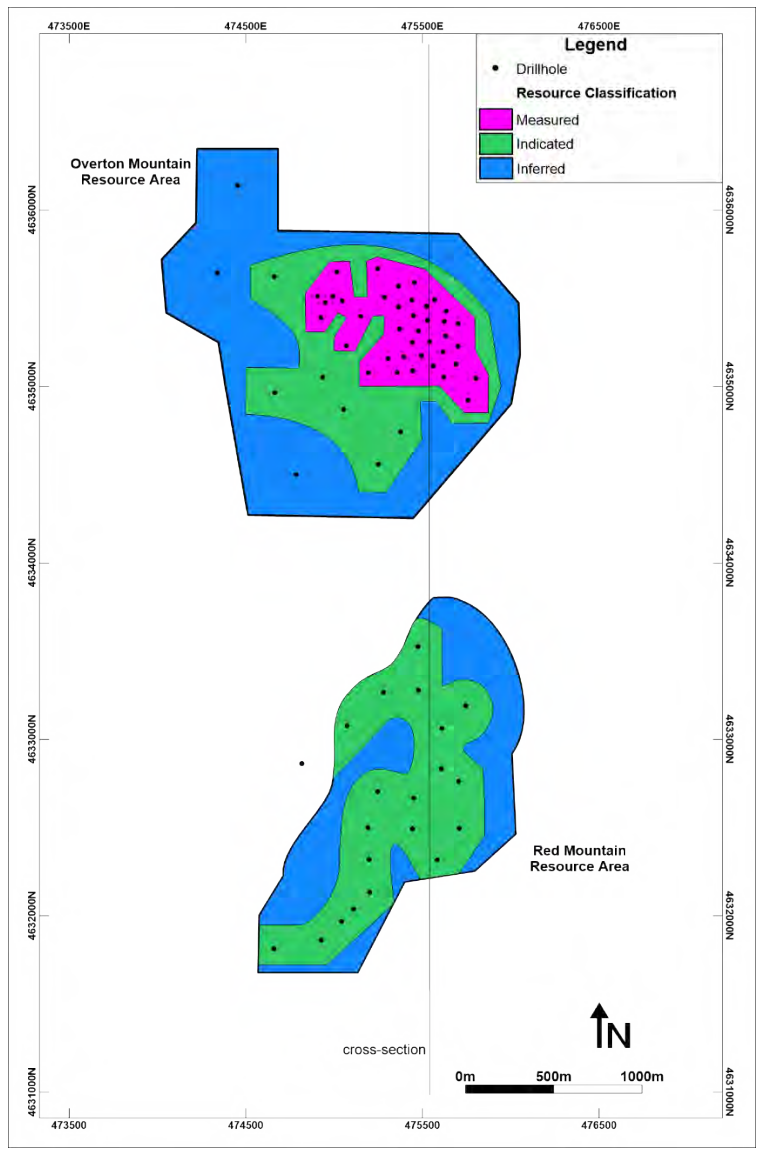 473500E
474500E
475500E
476500E
Legend
Drillhole
Resource Classification
Measured
Indicated
Inferred
Overton Mountain
Resource Area
4636000N
4636000N
4635000N
4635000N
4634000N
4634000N
4633000N
4633000N
Red Mountain
Resource Area
4632000N
4632000N
N
cross-section
0m
500m
1000m
4631000N
4631000N
473500
474500
475500
476500